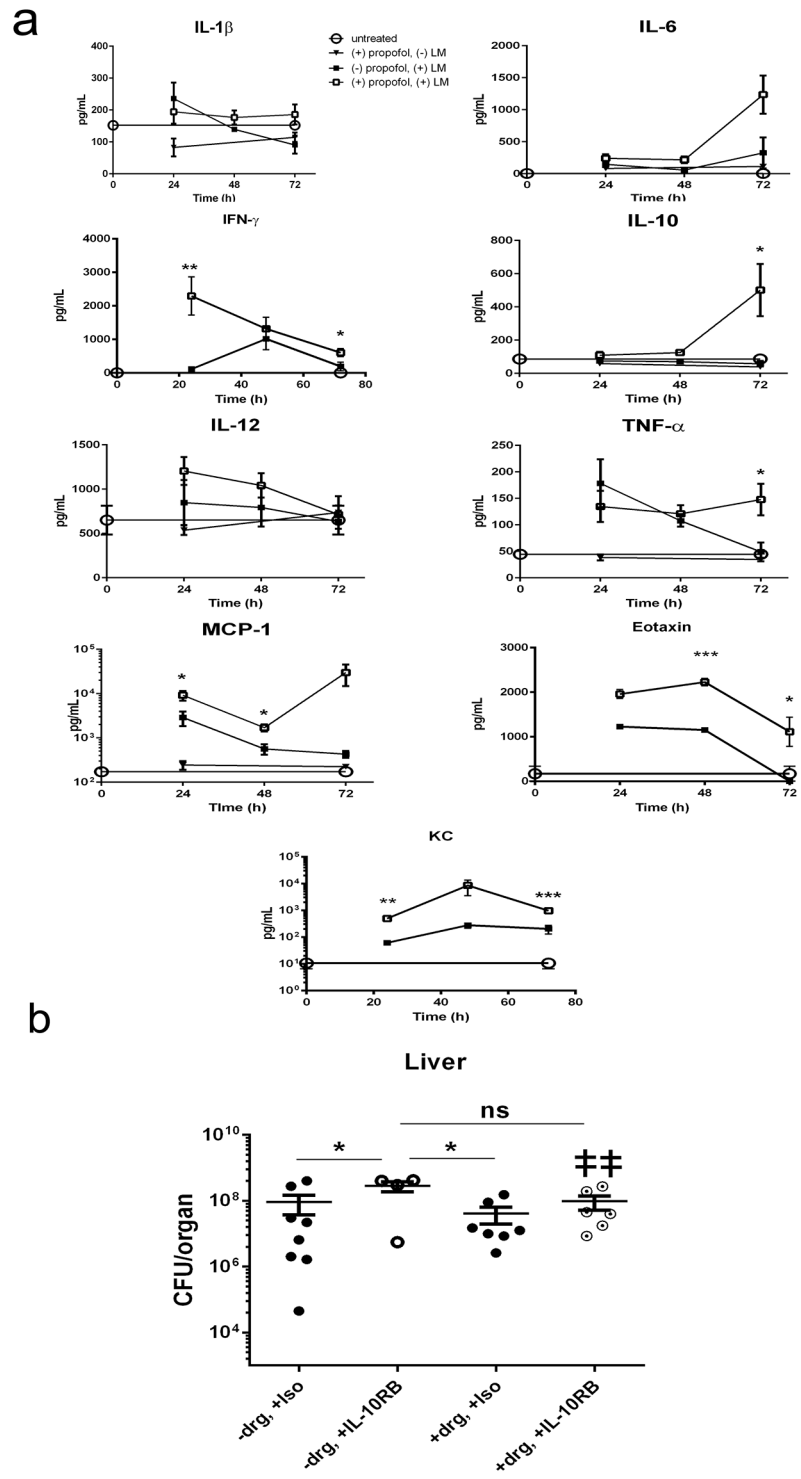 a
IL-1β
pg/mL
400
300
200
100
0
0 24 48 72
Time (h)
untreated
(+) propofol, (-) LM
(-) propofol, (+) LM
(+) propofol, (+) LM
IL-6
pg/mL
2000
1500
1000
500
0
0 24 48 72
Time (h)
IFN-γ
pg/mL
4000
3000
2000
1000
0
** *
0 20 40 60 80
Time (h)
IL-10
pg/mL
800
600
400
200
0
*
0 24 48 72
Time (h)
IL-12
pg/mL
1500
1000
500
0
0 24 48 72
Time (h)
TNF-α
pg/mL
250
200
150
100
50
0
*
0 24 48 72
Time (h)
MCP-1
pg/mL
10⁵
10⁴
10³
10²
* *
0 24 48 72
TIme (h)
Eotaxin
pg/mL
3000
2000
1000
0
*** *
0 24 48 72
Time (h)
KC
pg/mL
10⁵
10⁴
10³
10²
10¹
10⁰
** ***
0 20 40 60 80
Time (h)
b
Liver
CFU/organ
10¹⁰
10⁸
10⁶
10⁴
ns
* *
‡‡
-drg, +Iso
-drg, +IL-10RB
+drg, +Iso
+drg, +IL-10RB